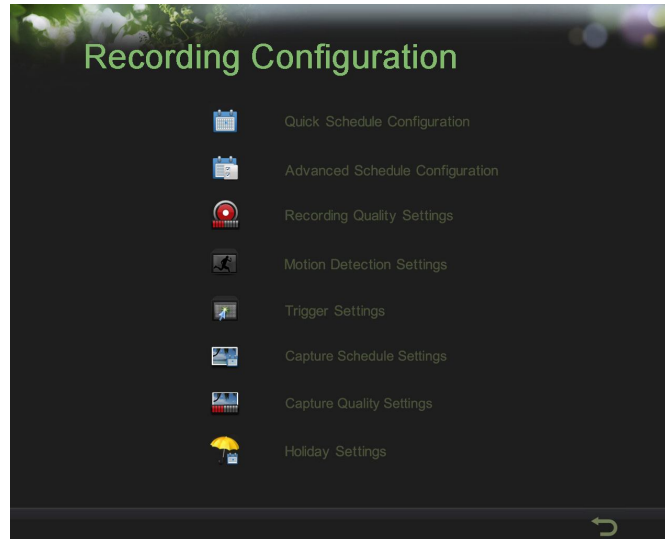 Recording Configuration
Quick Schedule Configuration
Advanced Schedule Configuration
Recording Quality Settings
Motion Detection Settings
Trigger Settings
Capture Schedule Settings
Capture Quality Settings
Holiday Settings